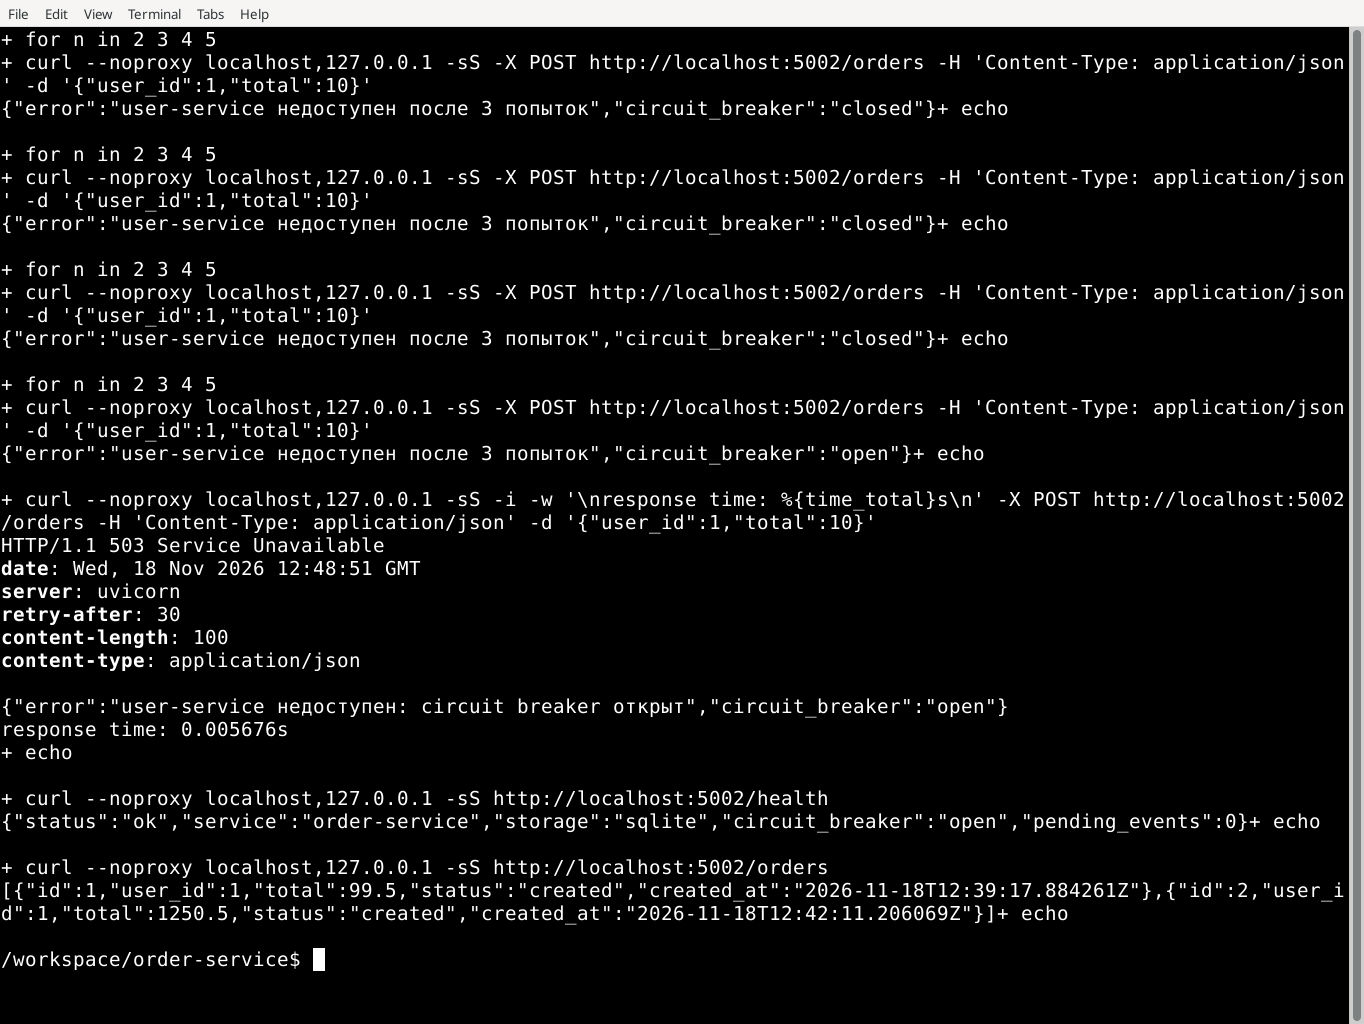 File Edit View Terminal Tabs Help
+ for n in 2 3 4 5
+ curl --noproxy localhost,127.0.0.1 -sS -X POST http://localhost:5002/orders -H 'Content-Type: application/json
' -d '{"user_id":1,"total":10}'
{"error":"user-service недоступен после 3 попыток","circuit_breaker":"closed"}+ echo
+ for n in 2 3 4 5
+ curl --noproxy localhost,127.0.0.1 -sS -X POST http://localhost:5002/orders -H 'Content-Type: application/json
' -d '{"user_id":1,"total":10}'
{"error":"user-service недоступен после 3 попыток","circuit_breaker":"closed"}+ echo
+ for n in 2 3 4 5
+ curl --noproxy localhost,127.0.0.1 -sS -X POST http://localhost:5002/orders -H 'Content-Type: application/json
' -d '{"user_id":1,"total":10}'
{"error":"user-service недоступен после 3 попыток","circuit_breaker":"closed"}+ echo
+ for n in 2 3 4 5
+ curl --noproxy localhost,127.0.0.1 -sS -X POST http://localhost:5002/orders -H 'Content-Type: application/json
' -d '{"user_id":1,"total":10}'
{"error":"user-service недоступен после 3 попыток","circuit_breaker":"open"}+ echo
+ curl --noproxy localhost,127.0.0.1 -sS -i -w '\nresponse time: %{time_total}s\n' -X POST http://localhost:5002
/orders -H 'Content-Type: application/json' -d '{"user_id":1,"total":10}'
HTTP/1.1 503 Service Unavailable
date: Wed, 18 Nov 2026 12:48:51 GMT
server: uvicorn
retry-after: 30
content-length: 100
content-type: application/json
{"error":"user-service недоступен: circuit breaker открыт","circuit_breaker":"open"}
response time: 0.005676s
+ echo
+ curl --noproxy localhost,127.0.0.1 -sS http://localhost:5002/health
{"status":"ok","service":"order-service","storage":"sqlite","circuit_breaker":"open","pending_events":0}+ echo
+ curl --noproxy localhost,127.0.0.1 -sS http://localhost:5002/orders
[{"id":1,"user_id":1,"total":99.5,"status":"created","created_at":"2026-11-18T12:39:17.884261Z"},{"id":2,"user_i
d":1,"total":1250.5,"status":"created","created_at":"2026-11-18T12:42:11.206069Z"}]+ echo
/workspace/order-service$